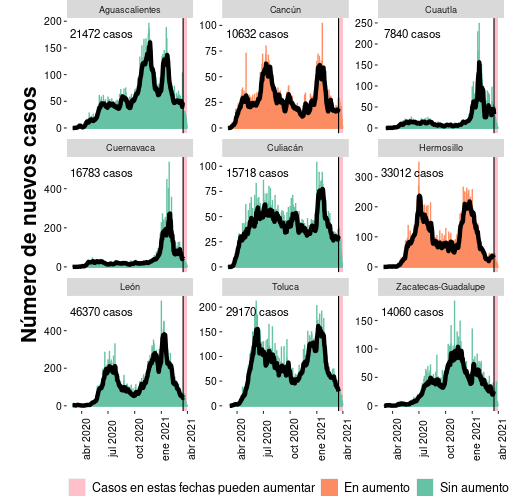 Número de nuevos casos
Aguascalientes
Cancún
Cuautla
200
150
100
50
0
21472 casos
100
75
50
25
0
10632 casos
250
200
150
100
50
0
7840 casos
Cuernavaca
Culiacán
Hermosillo
400
200
0
16783 casos
100
75
50
25
0
15718 casos
300
200
100
0
33012 casos
León
Toluca
Zacatecas-Guadalupe
400
200
0
46370 casos
200
150
100
50
0
29170 casos
150
100
50
0
14060 casos
abr 2020
jul 2020
oct 2020
ene 2021
abr 2021
abr 2020
jul 2020
oct 2020
ene 2021
abr 2021
abr 2020
jul 2020
oct 2020
ene 2021
abr 2021
Casos en estas fechas pueden aumentar En aumento Sin aumento